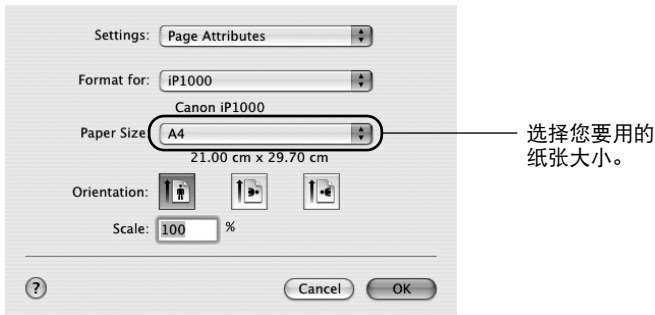 Settings: Page Attributes
Format for: iP1000
Canon iP1000
Paper Size: A4
21.00 cm x 29.70 cm
选择您要用的
纸张大小。
Orientation:
Scale: 100 %
? Cancel OK